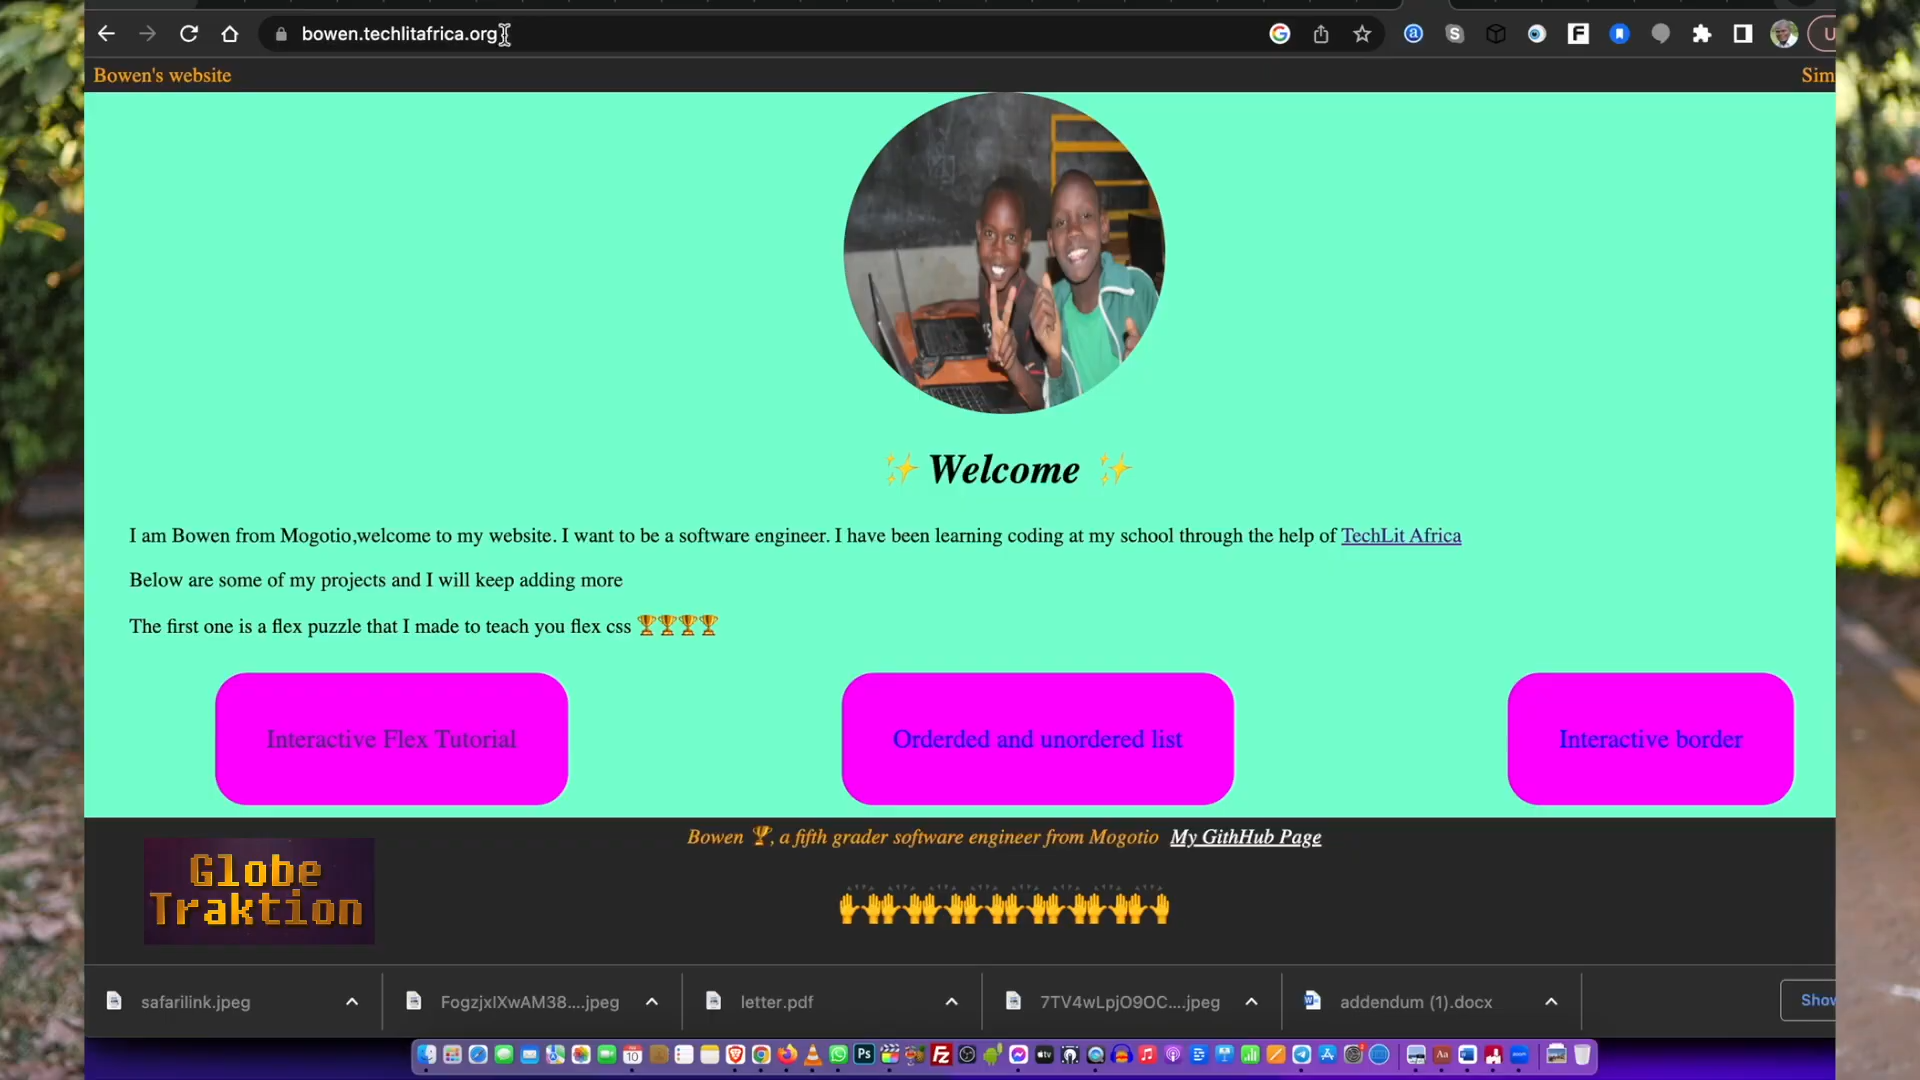 bowen.techlitafrica.org
Bowen's website
Sim
✨ Welcome ✨
I am Bowen from Mogotio,welcome to my website. I want to be a software engineer. I have been learning coding at my school through the help of TechLit Africa
Below are some of my projects and I will keep adding more
The first one is a flex puzzle that I made to teach you flex css 🏆🏆🏆🏆
Interactive Flex Tutorial
Orderded and unordered list
Interactive border
Bowen 🏆, a fifth grader software engineer from Mogotio My GithHub Page
Globe
Traktion
safarilink.jpeg
FogzjxIXwAM38....jpeg
letter.pdf
7TV4wLpjO9OC....jpeg
addendum (1).docx
Show